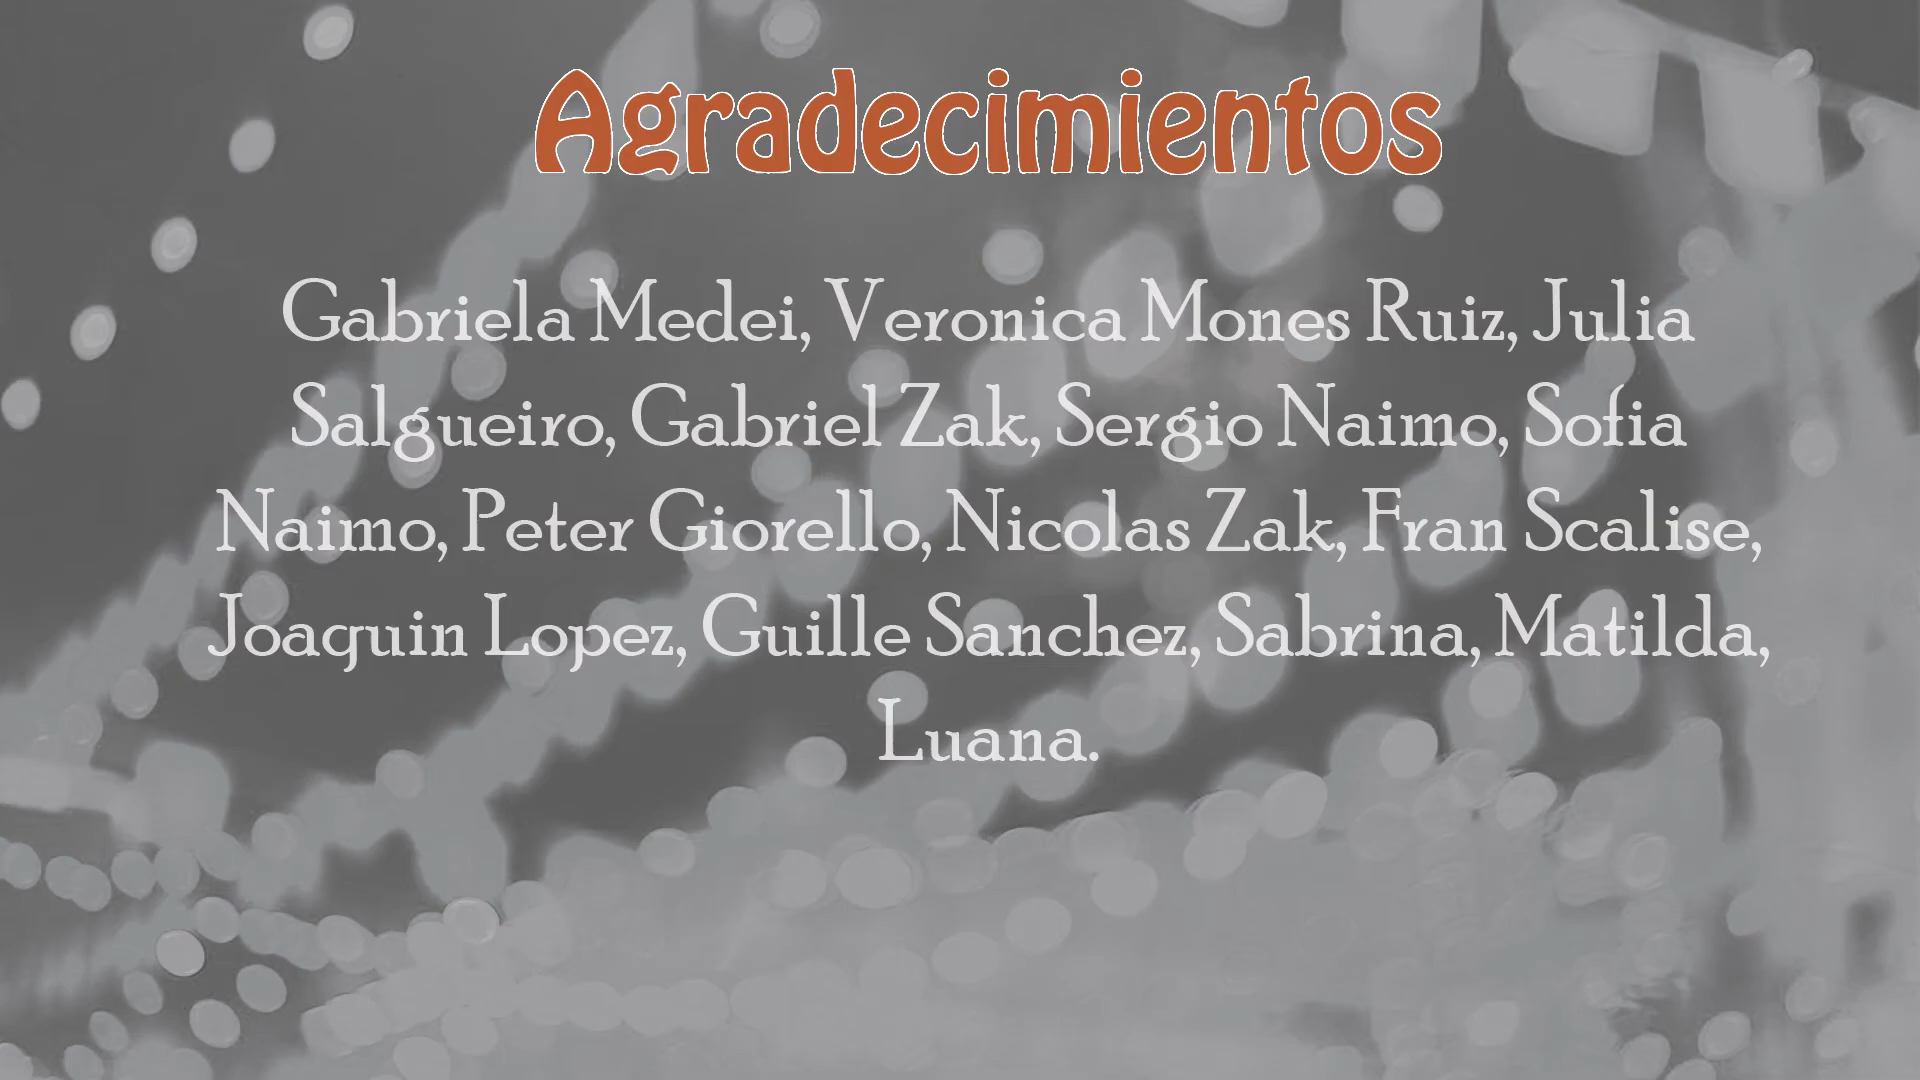 Agradecimientos
Gabriela Medei, Veronica Mones Ruiz, Julia
Salgueiro, Gabriel Zak, Sergio Naimo, Sofia
Naimo, Peter Giorello, Nicolas Zak, Fran Scalise,
Joaquin Lopez, Guille Sanchez, Sabrina, Matilda,
Luana.